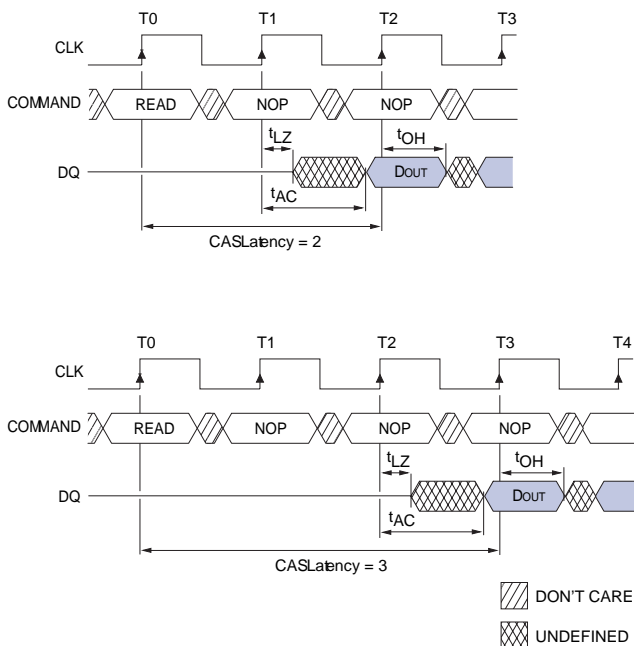 T0 T1 T2 T3
CLK
COMMAND READ NOP NOP
tLZ tOH
DQ DOUT
tAC
CASLatency = 2
T0 T1 T2 T3 T4
CLK
COMMAND READ NOP NOP NOP
tLZ tOH
DQ DOUT
tAC
CASLatency = 3
DON'T CARE
UNDEFINED